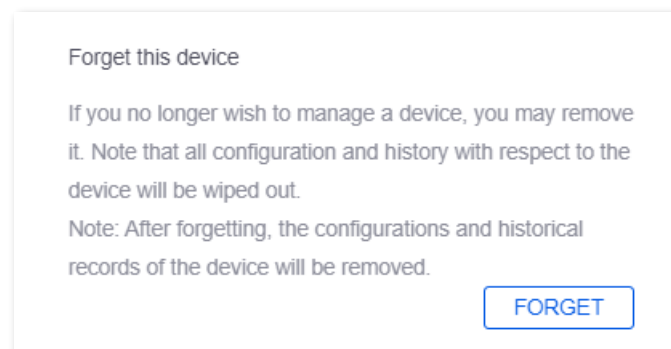 Forget this device
If you no longer wish to manage a device, you may remove
it. Note that all configuration and history with respect to the
device will be wiped out.
Note: After forgetting, the configurations and historical
records of the device will be removed.
FORGET